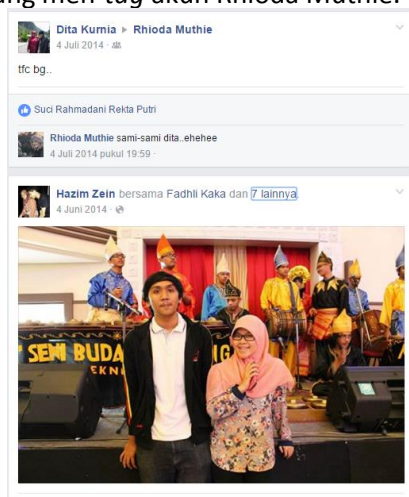 ang men-tag akun Rhioda Muthie.
Dita Kurnia ▸ Rhioda Muthie
4 Juli 2014 ·
tfc bg..
Suci Rahmadani Rekta Putri
Rhioda Muthie sami-sami dita..ehehee
4 Juli 2014 pukul 19:59 ·
Hazim Zein bersama Fadhli Kaka dan 7 lainnya.
4 Juni 2014 ·
SENI BUDA
G
EKN